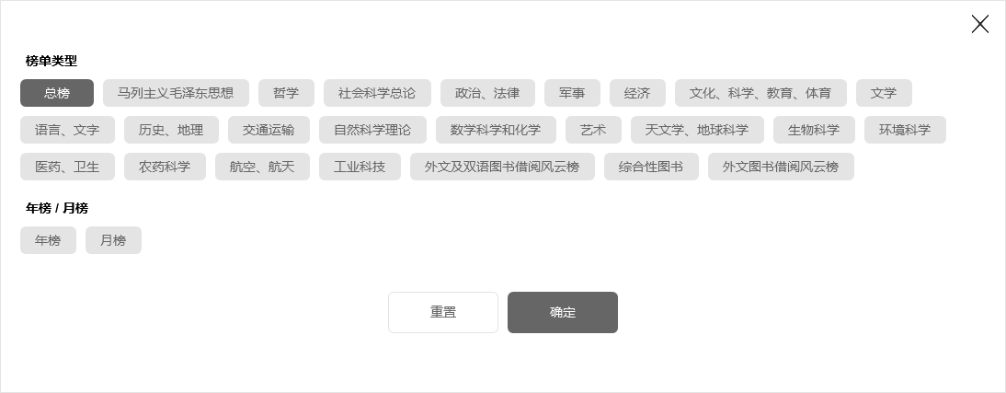 榜单类型
总榜 马列主义毛泽东思想 哲学 社会科学总论 政治、法律 军事 经济 文化、科学、教育、体育 文学
语言、文字 历史、地理 交通运输 自然科学理论 数学科学和化学 艺术 天文学、地球科学 生物科学 环境科学
医药、卫生 农药科学 航空、航天 工业科技 外文及双语图书借阅风云榜 综合性图书 外文图书借阅风云榜
年榜 / 月榜
年榜 月榜
重置 确定